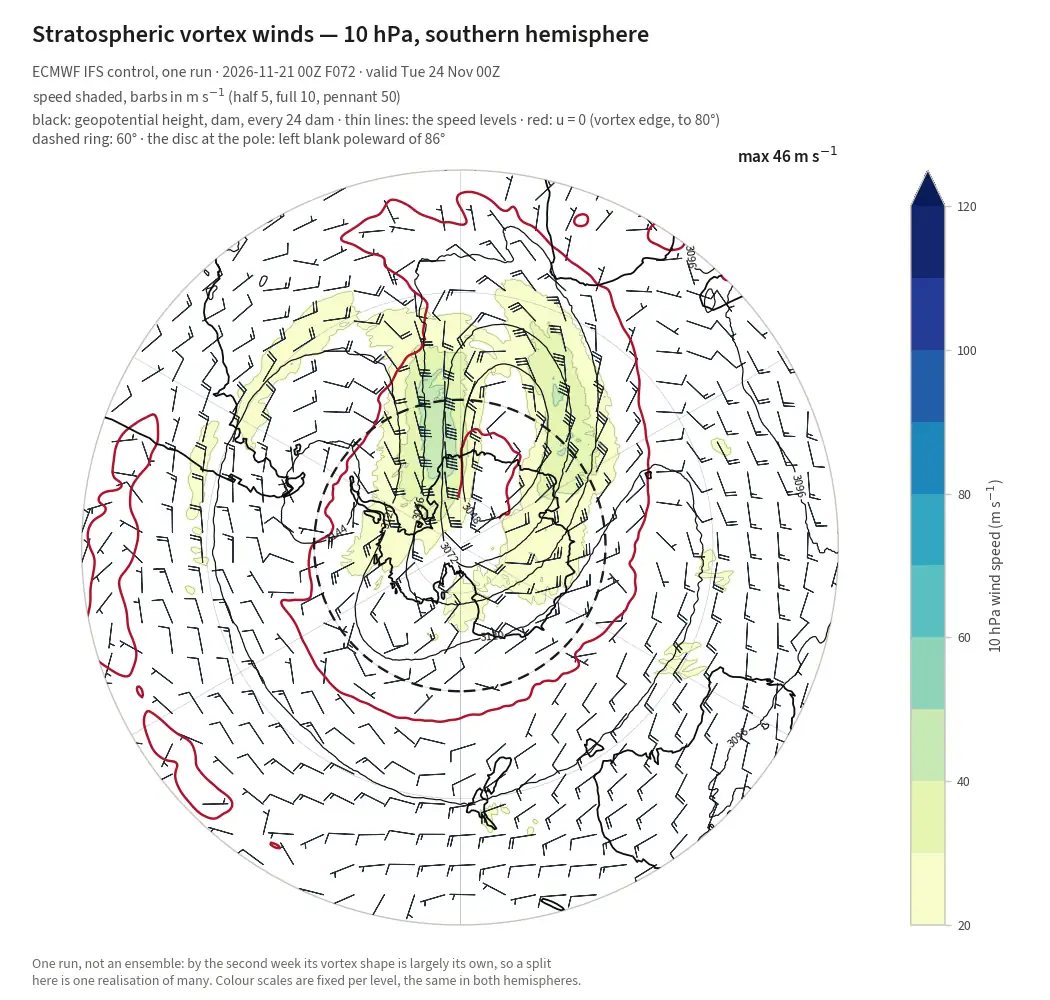 Stratospheric vortex winds — 10 hPa, southern hemisphere
ECMWF IFS control, one run · 2026-11-21 00Z F072 · valid Tue 24 Nov 00Z
speed shaded, barbs in m s⁻¹ (half 5, full 10, pennant 50)
black: geopotential height, dam, every 24 dam · thin lines: the speed levels · red: u = 0 (vortex edge, to 80°)
dashed ring: 60° · the disc at the pole: left blank poleward of 86°
max 46 m s⁻¹
120
100
80
60
40
20
10 hPa wind speed (m s⁻¹)
3096
3096
3096
3048
3072
One run, not an ensemble: by the second week its vortex shape is largely its own, so a split
here is one realisation of many. Colour scales are fixed per level, the same in both hemispheres.